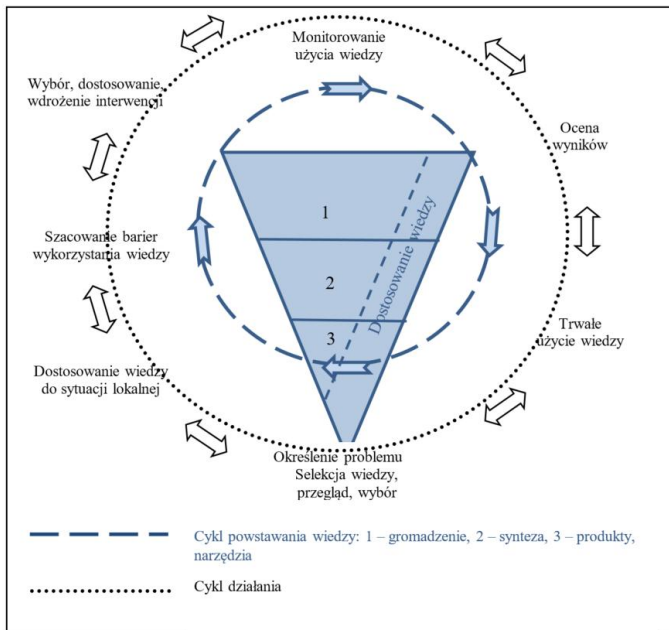 Monitorowanie
użycia wiedzy
Wybór, dostosowanie,
wdrożenie interwencji
Ocena
wyników
1
Szacowanie barier
wykorzystania wiedzy
2
Dostosowanie wiedzy
3
Trwałe
użycie wiedzy
Dostosowanie wiedzy
do sytuacji lokalnej
Określenie problemu
Selekcja wiedzy,
przegląd, wybór
Cykl powstawania wiedzy: 1 – gromadzenie, 2 – synteza, 3 – produkty,
narzędzia
Cykl działania